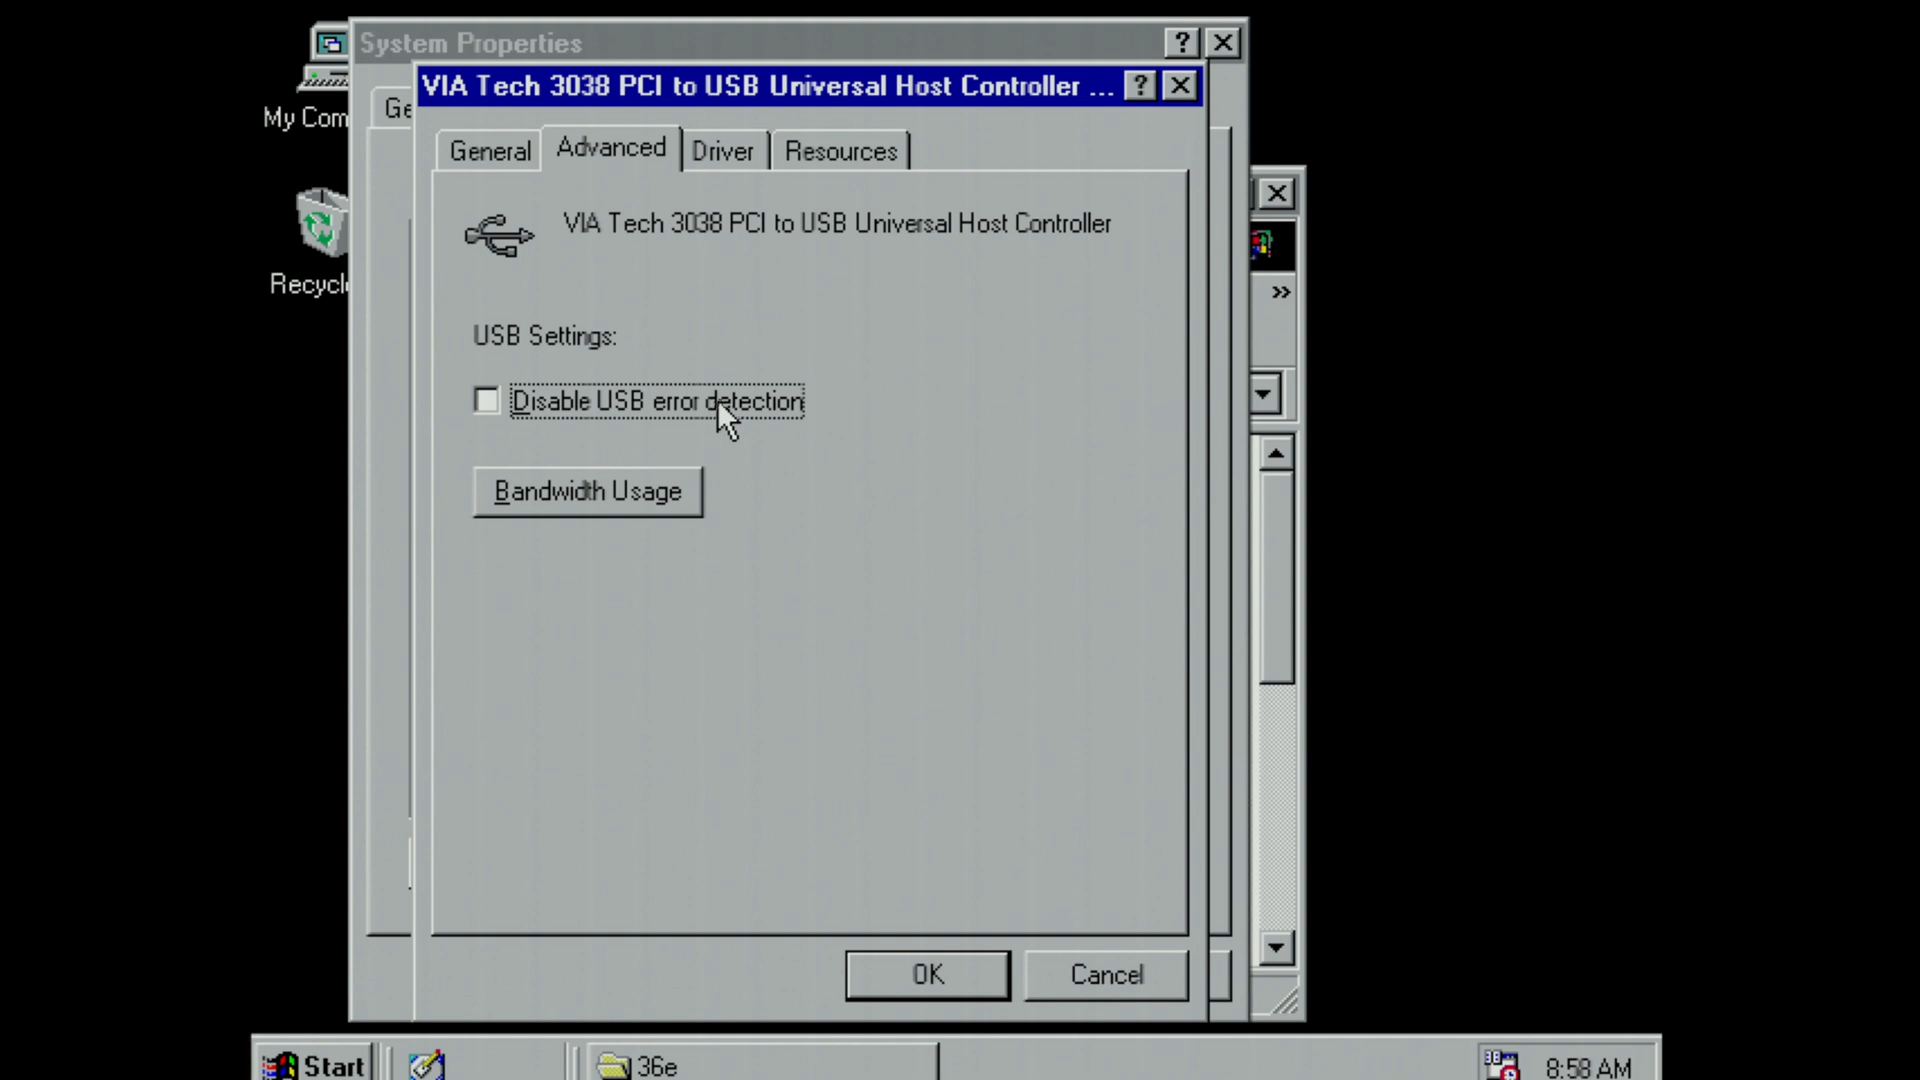 System Properties
My Com
VIA Tech 3038 PCI to USB Universal Host Controller ...
Ge
General
Advanced
Driver
Resources
VIA Tech 3038 PCI to USB Universal Host Controller
Recycl
USB Settings:
Disable USB error detection
Bandwidth Usage
OK
Cancel
Start
36e
8:58 AM